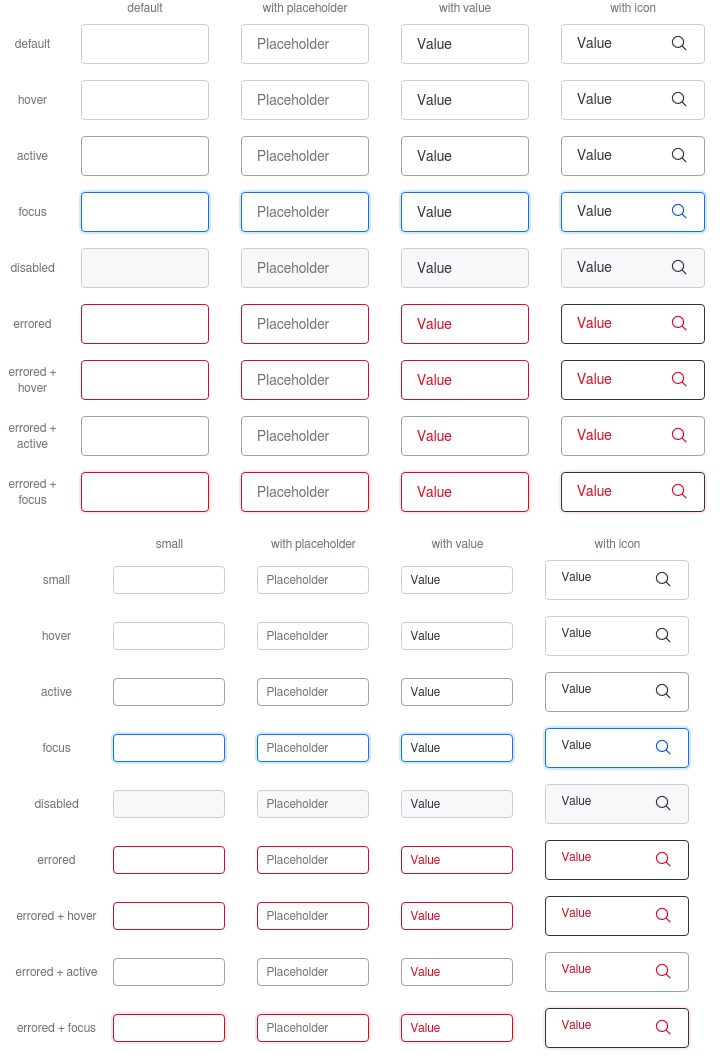 default with placeholder with value with icon
default Placeholder Value Value
hover Placeholder Value Value
active Placeholder Value Value
focus Placeholder Value Value
disabled Placeholder Value Value
errored Placeholder Value Value
errored +
hover Placeholder Value Value
errored +
active Placeholder Value Value
errored +
focus Placeholder Value Value
small with placeholder with value with icon
small Placeholder Value Value
hover Placeholder Value Value
active Placeholder Value Value
focus Placeholder Value Value
disabled Placeholder Value Value
errored Placeholder Value Value
errored + hover Placeholder Value Value
errored + active Placeholder Value Value
errored + focus Placeholder Value Value